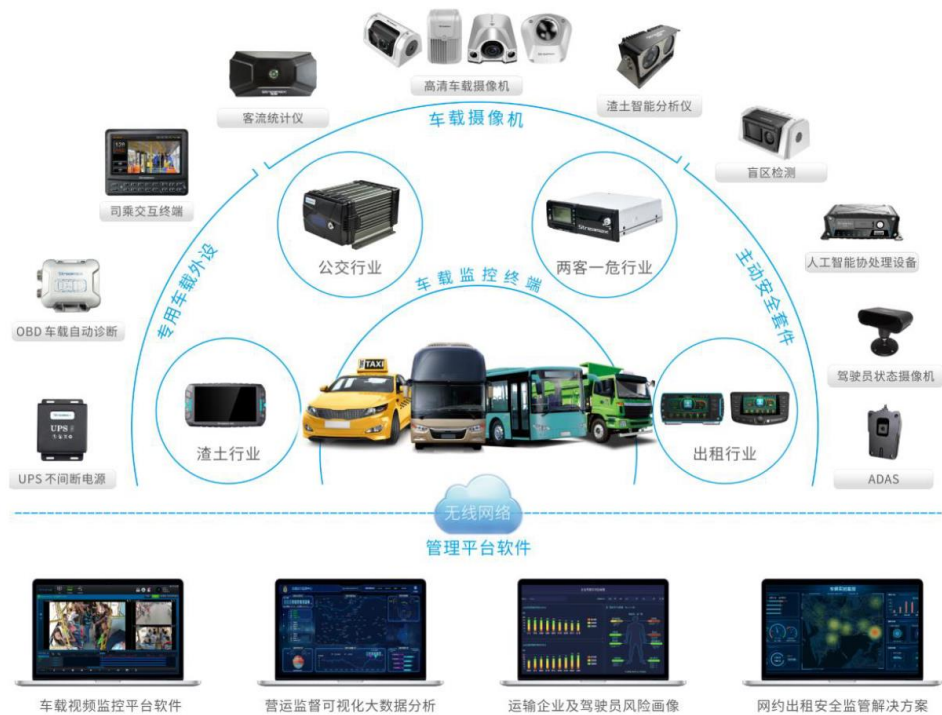 高清车载摄像机
客流统计仪
渣土智能分析仪
车载摄像机
盲区检测
司乘交互终端
公交行业
两客一危行业
人工智能协处理设备
车载监控终端
专用车载外设
主动安全套件
OBD 车载自动诊断
驾驶员状态摄像机
TAXI
UPS
渣土行业
出租行业
UPS 不间断电源
ADAS
无线网络
管理平台软件
车载视频监控平台软件
营运监督可视化大数据分析
运输企业及驾驶员风险画像
网约出租安全监管解决方案